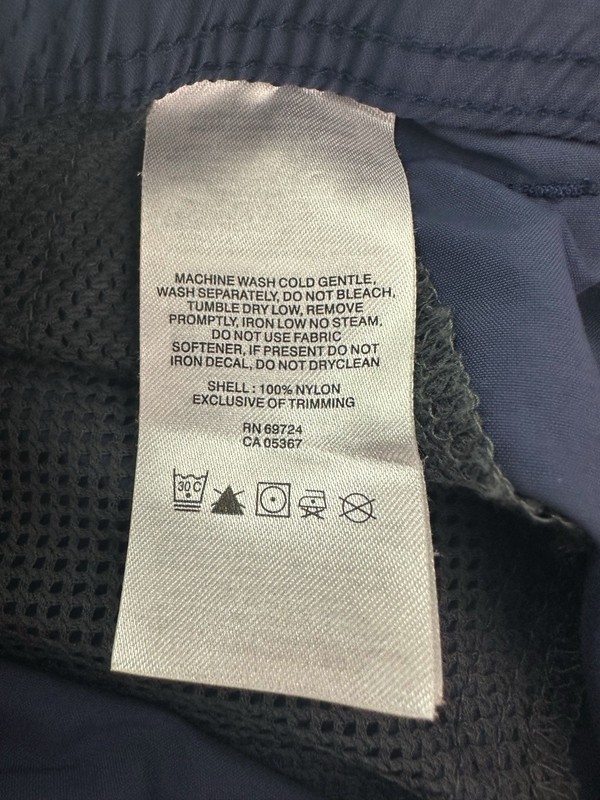 MACHINE WASH COLD GENTLE,
WASH SEPARATELY, DO NOT BLEACH,
TUMBLE DRY LOW, REMOVE
PROMPTLY, IRON LOW NO STEAM,
DO NOT USE FABRIC
SOFTENER, IF PRESENT DO NOT
IRON DECAL, DO NOT DRYCLEAN
SHELL : 100% NYLON
EXCLUSIVE OF TRIMMING
RN 69724
CA 05367
30 C